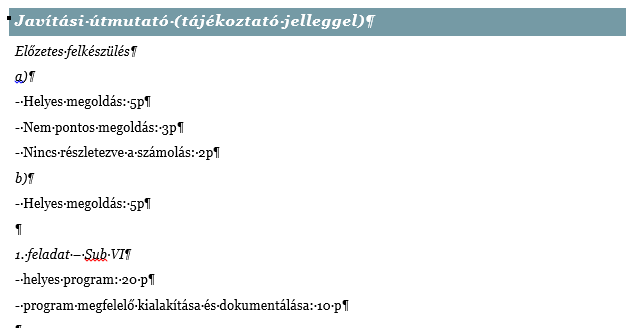 Javítási útmutató (tájékoztató jelleggel)¶
Előzetes felkészülés¶
a)¶
- Helyes megoldás: 5p¶
- Nem pontos megoldás: 3p¶
- Nincs részletezve a számolás: 2p¶
b)¶
- Helyes megoldás: 5p¶
¶
1. feladat – Sub VI¶
- helyes program: 20 p¶
- program megfelelő kialakítása és dokumentálása: 10 p¶